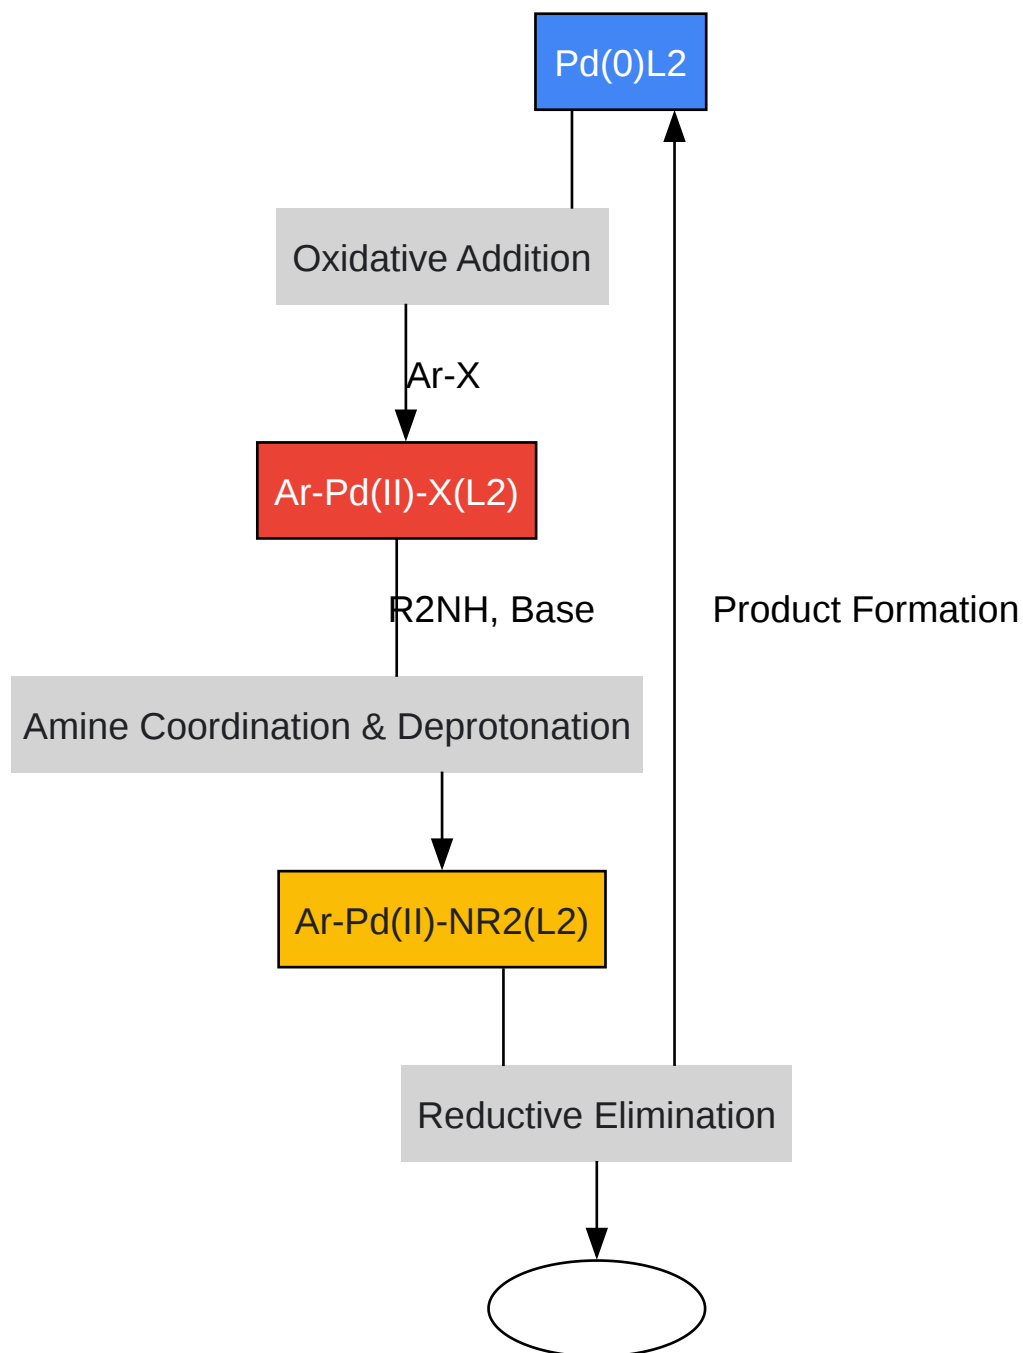 Pd(0)L2
Oxidative Addition
Ar-X
Ar-Pd(II)-X(L2)
R2NH, Base
Product Formation
Amine Coordination & Deprotonation
Ar-Pd(II)-NR2(L2)
Reductive Elimination